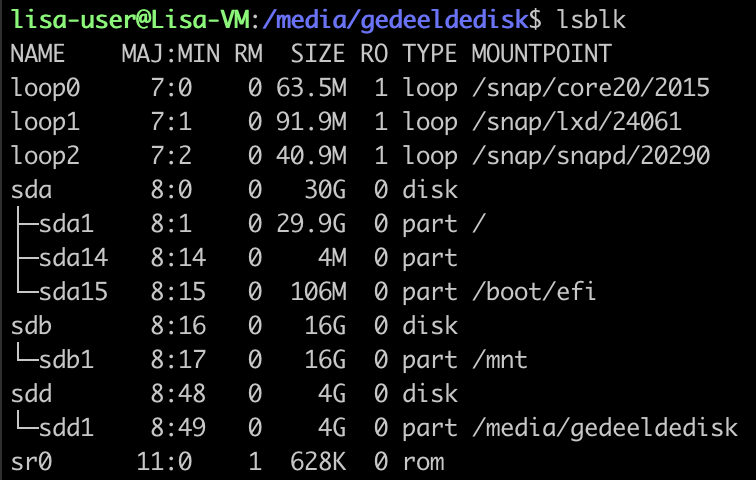 lisa-user@Lisa-VM:/media/gedeeldedisk$ lsblk
NAME    MAJ:MIN RM  SIZE RO TYPE MOUNTPOINT
loop0     7:0    0 63.5M  1 loop /snap/core20/2015
loop1     7:1    0 91.9M  1 loop /snap/lxd/24061
loop2     7:2    0 40.9M  1 loop /snap/snapd/20290
sda       8:0    0   30G  0 disk
├─sda1    8:1    0 29.9G  0 part /
├─sda14   8:14   0    4M  0 part
└─sda15   8:15   0  106M  0 part /boot/efi
sdb       8:16   0   16G  0 disk
└─sdb1    8:17   0   16G  0 part /mnt
sdd       8:48   0    4G  0 disk
└─sdd1    8:49   0    4G  0 part /media/gedeeldedisk
sr0      11:0    1  628K  0 rom